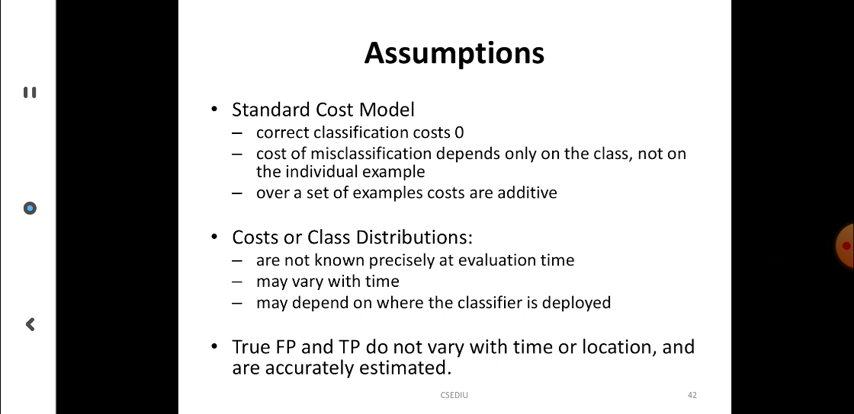 Assumptions
• Standard Cost Model
– correct classification costs 0
– cost of misclassification depends only on the class, not on
the individual example
– over a set of examples costs are additive
• Costs or Class Distributions:
– are not known precisely at evaluation time
– may vary with time
– may depend on where the classifier is deployed
• True FP and TP do not vary with time or location, and
are accurately estimated.
CSEDIU
42